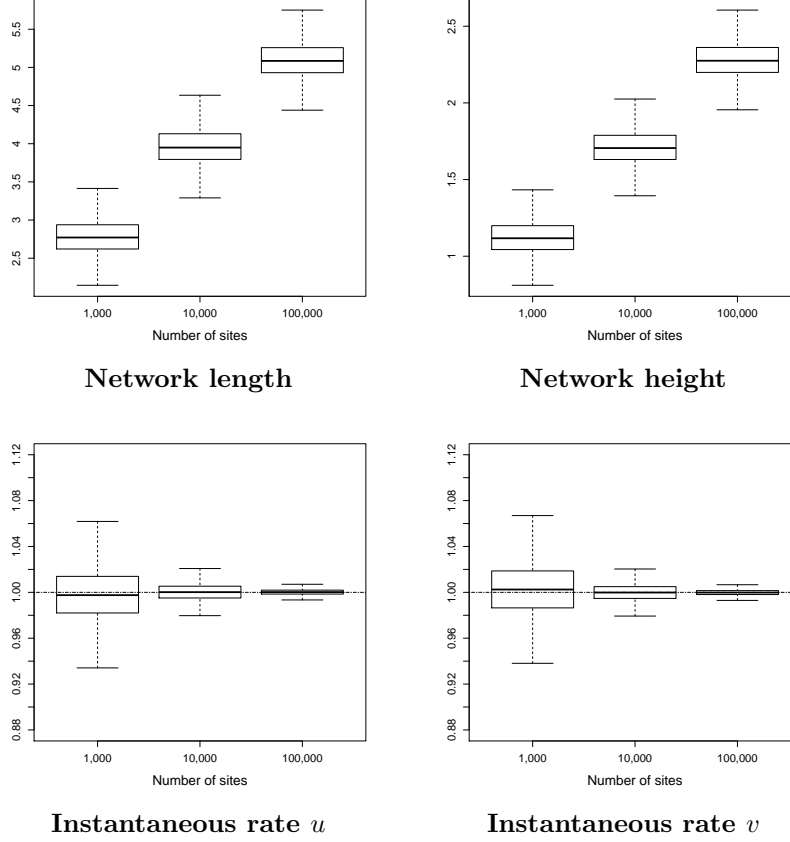 5.5
5
4.5
4
3.5
3
2.5
1,000 10,000 100,000
Number of sites
Network length
2.5
2
1.5
1
1,000 10,000 100,000
Number of sites
Network height
1.12
1.08
1.04
1.00
0.96
0.92
0.88
1,000 10,000 100,000
Number of sites
Instantaneous rate u
1.12
1.08
1.04
1.00
0.96
0.92
0.88
1,000 10,000 100,000
Number of sites
Instantaneous rate v